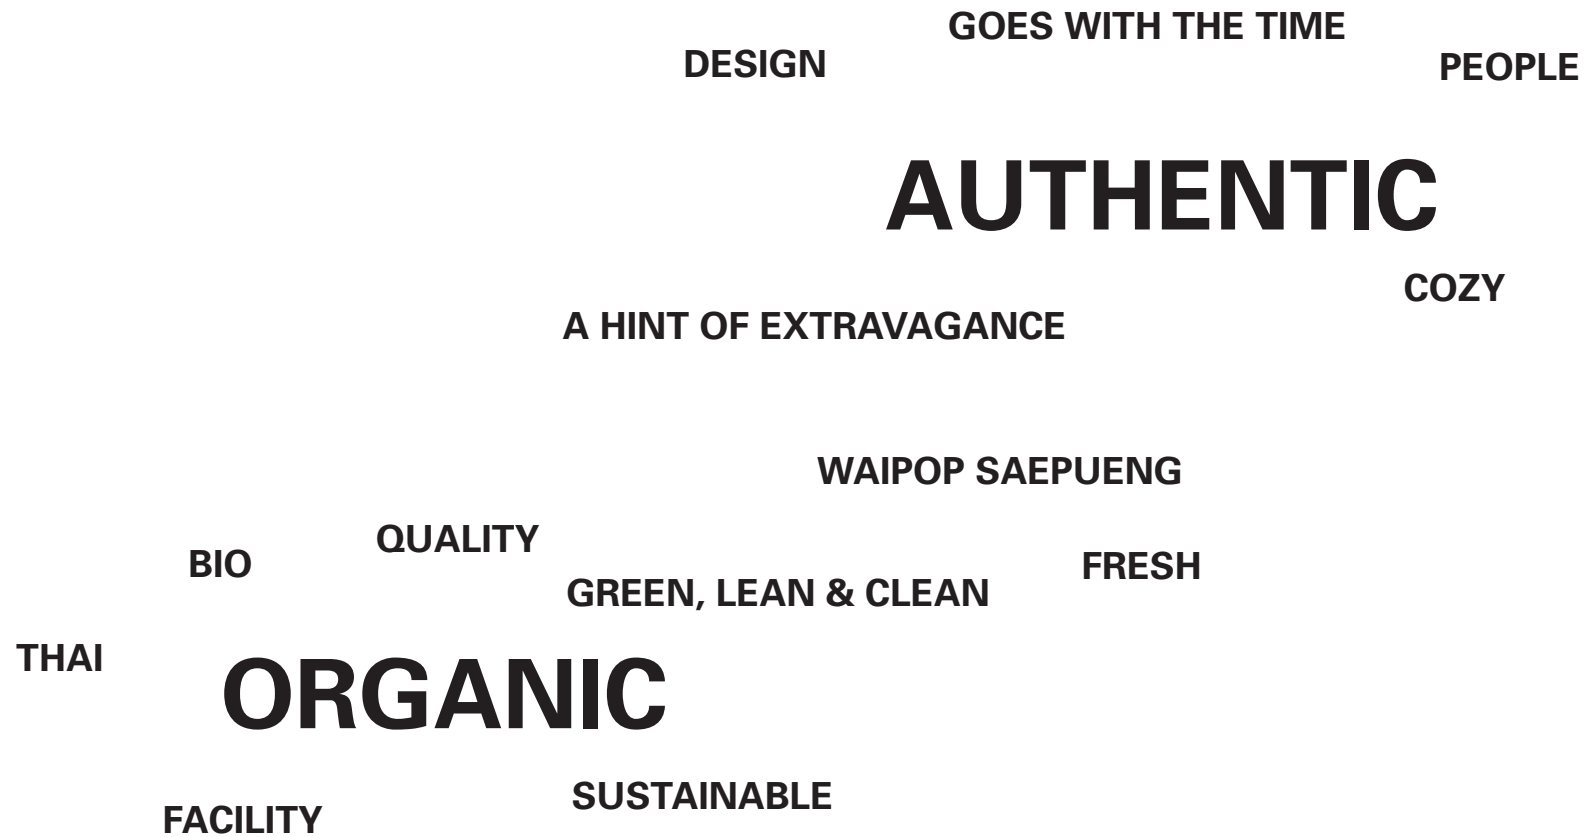 GOES WITH THE TIME
DESIGN
PEOPLE
AUTHENTIC
COZY
A HINT OF EXTRAVAGANCE
WAIPOP SAEPUENG
QUALITY
BIO
FRESH
GREEN, LEAN & CLEAN
THAI
ORGANIC
SUSTAINABLE
FACILITY